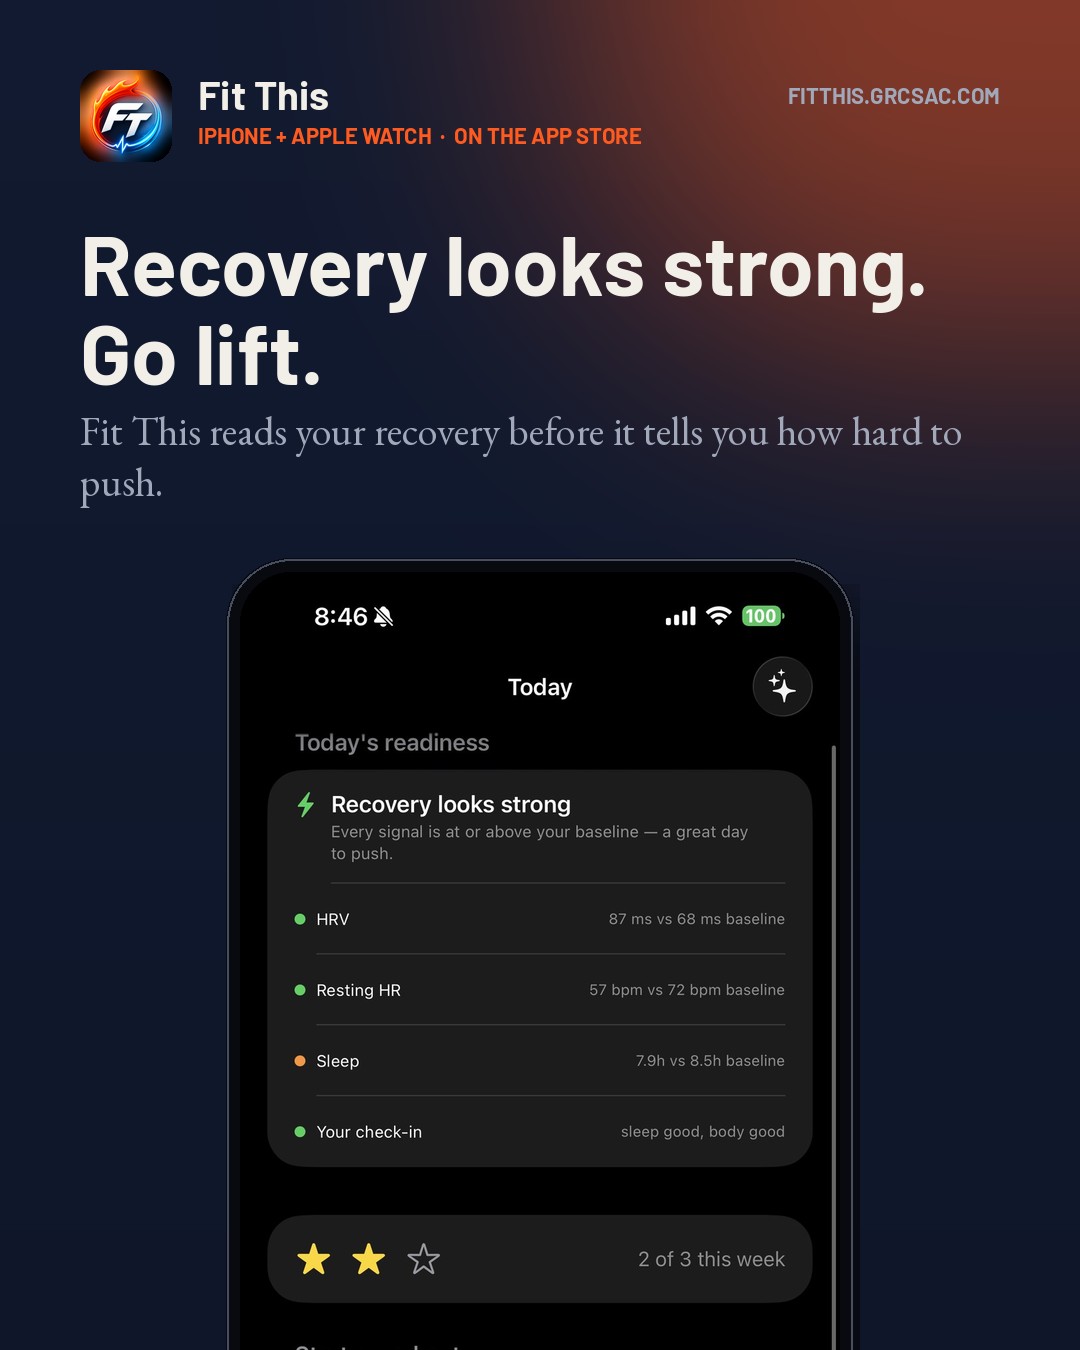 FT
Fit This
IPHONE + APPLE WATCH · ON THE APP STORE
FITTHIS.GRCSAC.COM
Recovery looks strong.
Go lift.
Fit This reads your recovery before it tells you how hard to
push.
8:46
100
Today
Today's readiness
Recovery looks strong
Every signal is at or above your baseline — a great day
to push.
HRV
87 ms vs 68 ms baseline
Resting HR
57 bpm vs 72 bpm baseline
Sleep
7.9h vs 8.5h baseline
Your check-in
sleep good, body good
2 of 3 this week